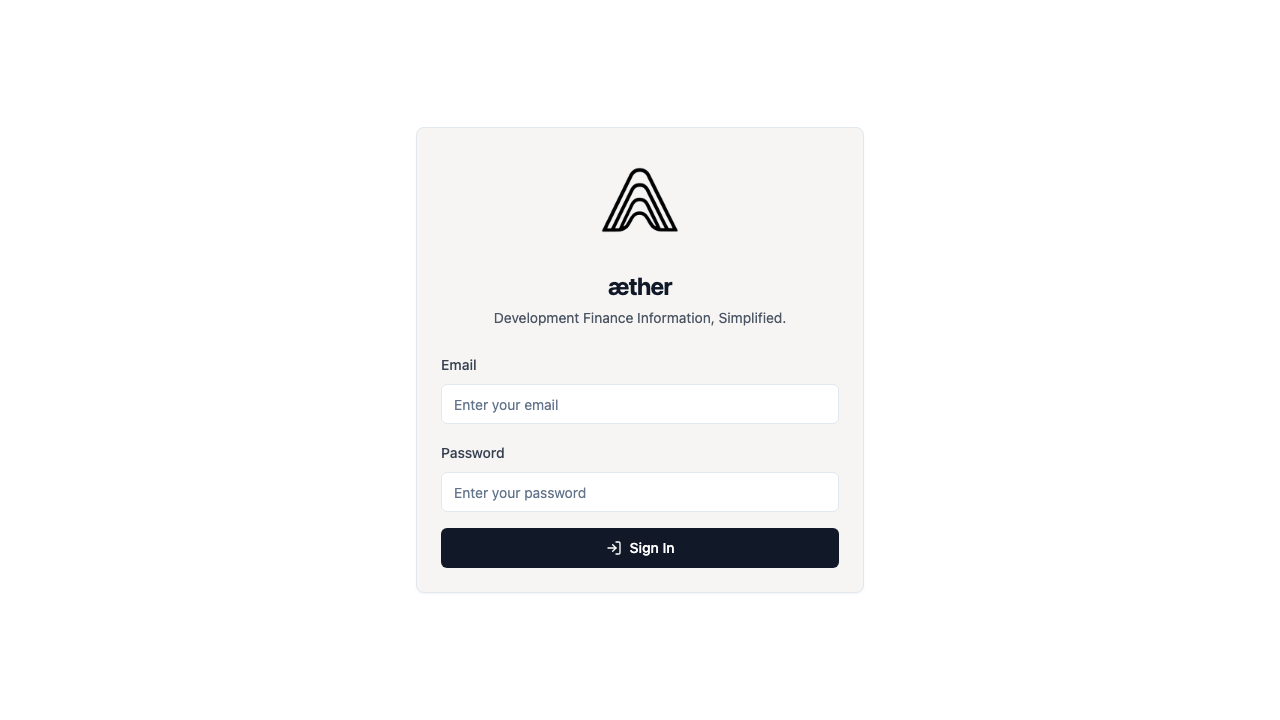 æther
Development Finance Information, Simplified.
Email
Enter your email
Password
Enter your password
Sign In